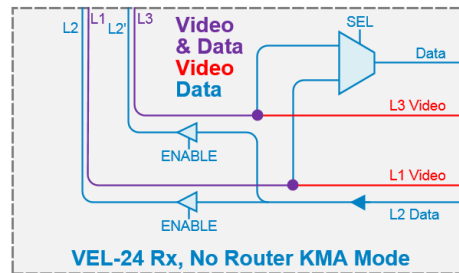 L2
L1
L2'
L3
Video
& Data
Video
Data
SEL
Data
L3 Video
ENABLE
L1 Video
ENABLE
L2 Data
VEL-24 Rx, No Router KMA Mode